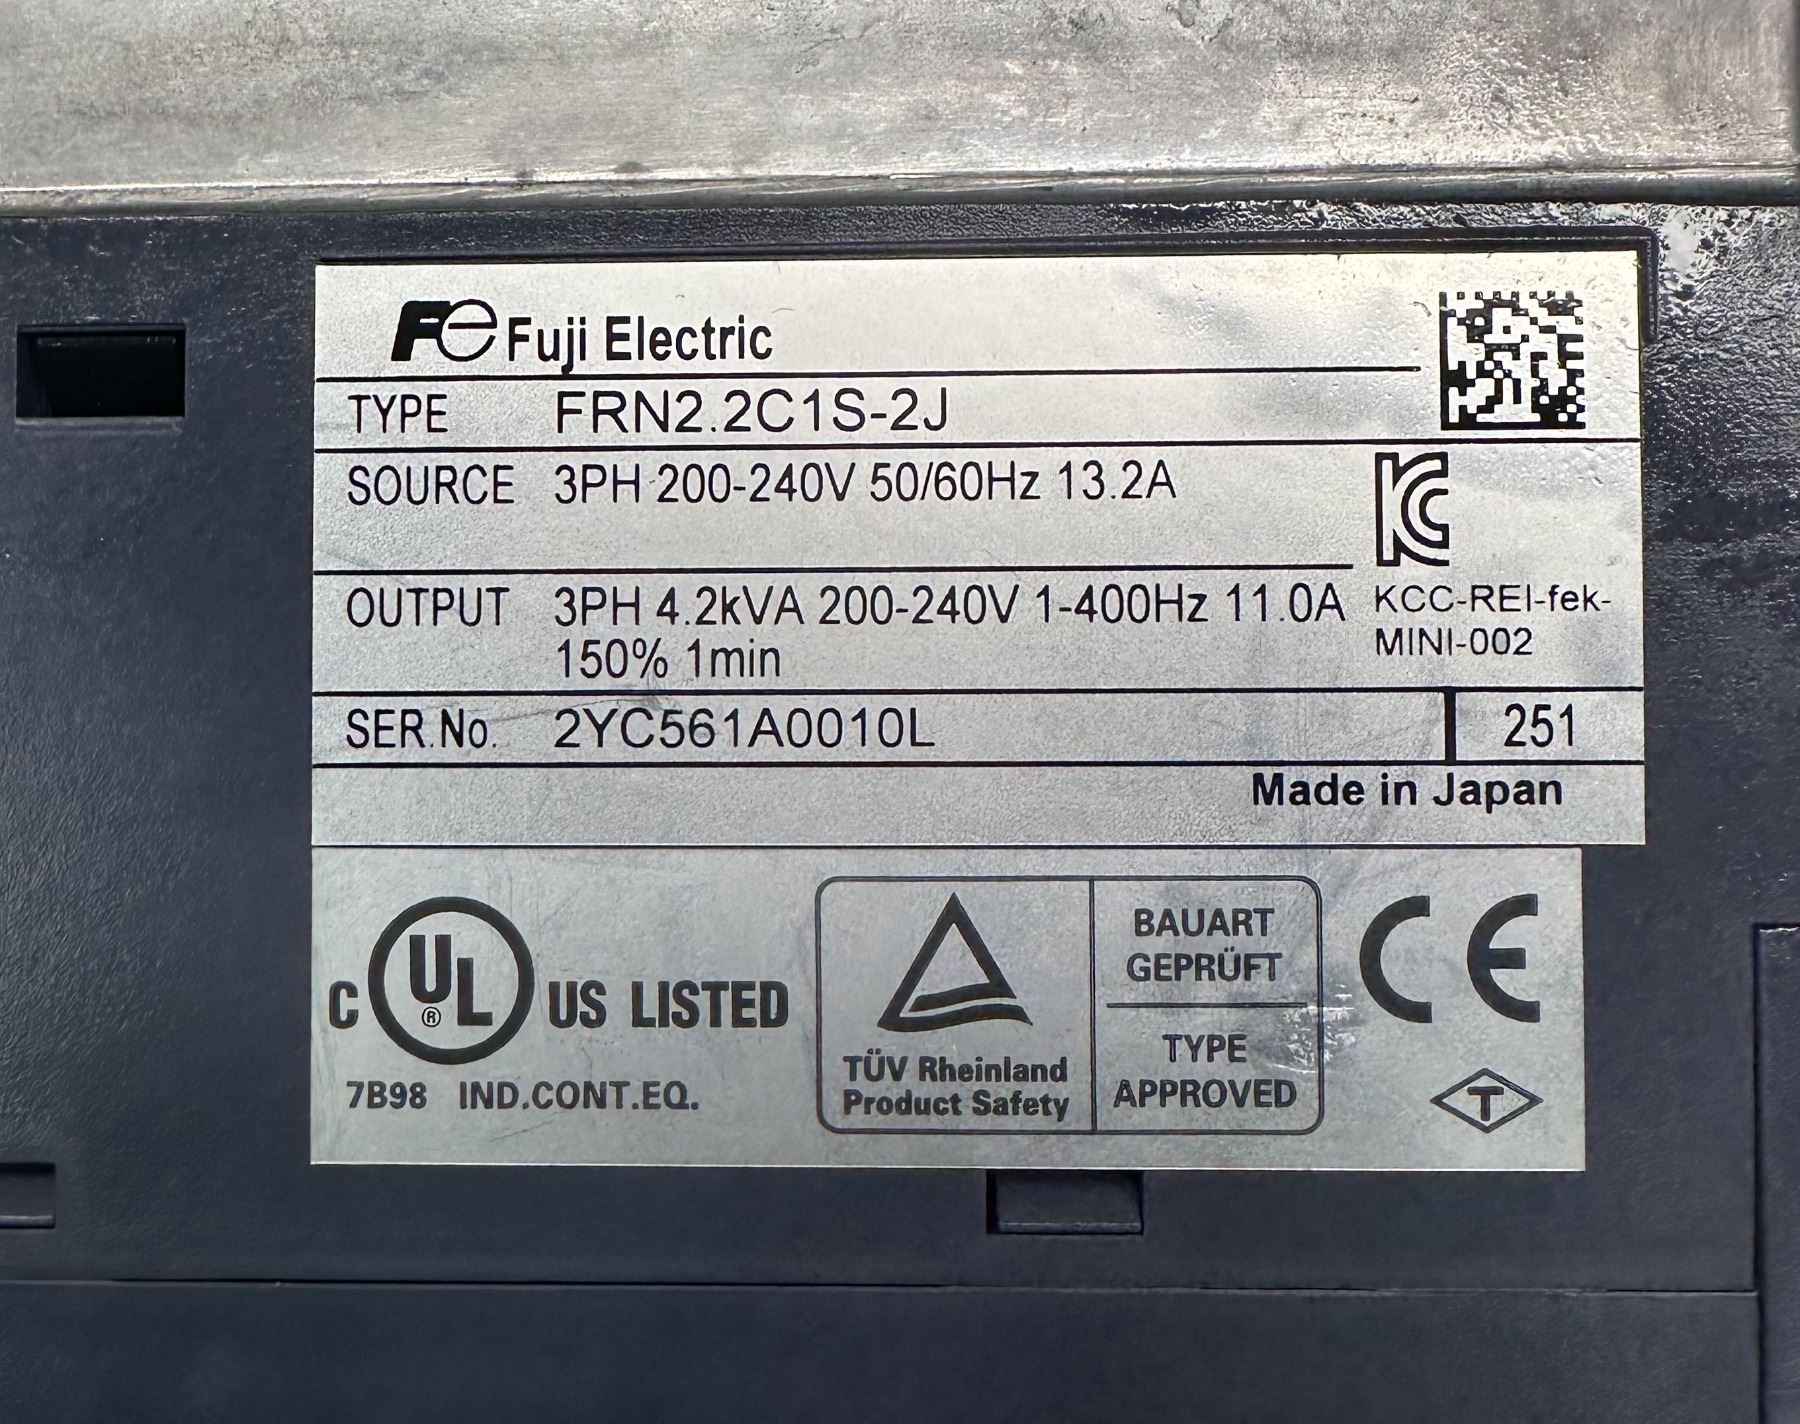 Fe Fuji Electric
TYPE FRN2.2C1S-2J
SOURCE 3PH 200-240V 50/60Hz 13.2A
OUTPUT 3PH 4.2kVA 200-240V 1-400Hz 11.0A
150% 1min
KCC-REI-fek-
MINI-002
SER.No. 2YC561A0010L 251
Made in Japan
C UL ® US LISTED
7B98 IND.CONT.EQ.
TÜV Rheinland
Product Safety
BAUART
GEPRÜFT
TYPE
APPROVED
CE
T